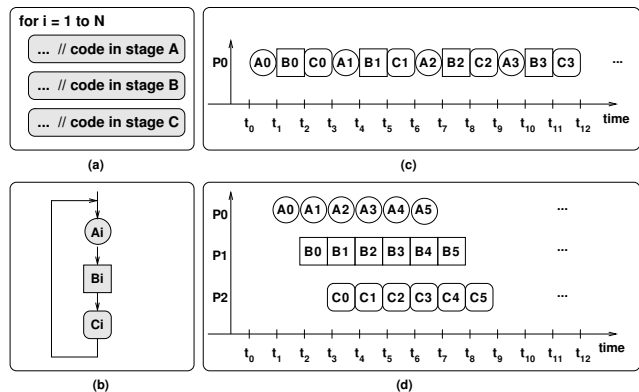 for i = 1 to N
... // code in stage A
... // code in stage B
... // code in stage C
(a)
P0 A0 B0 C0 A1 B1 C1 A2 B2 C2 A3 B3 C3 ...
time
t0 t1 t2 t3 t4 t5 t6 t7 t8 t9 t10 t11 t12
(c)
Ai
Bi
Ci
(b)
P0 A0 A1 A2 A3 A4 A5 ...
P1 B0 B1 B2 B3 B4 B5 ...
P2 C0 C1 C2 C3 C4 C5 ...
time
t0 t1 t2 t3 t4 t5 t6 t7 t8 t9 t10 t11 t12
(d)